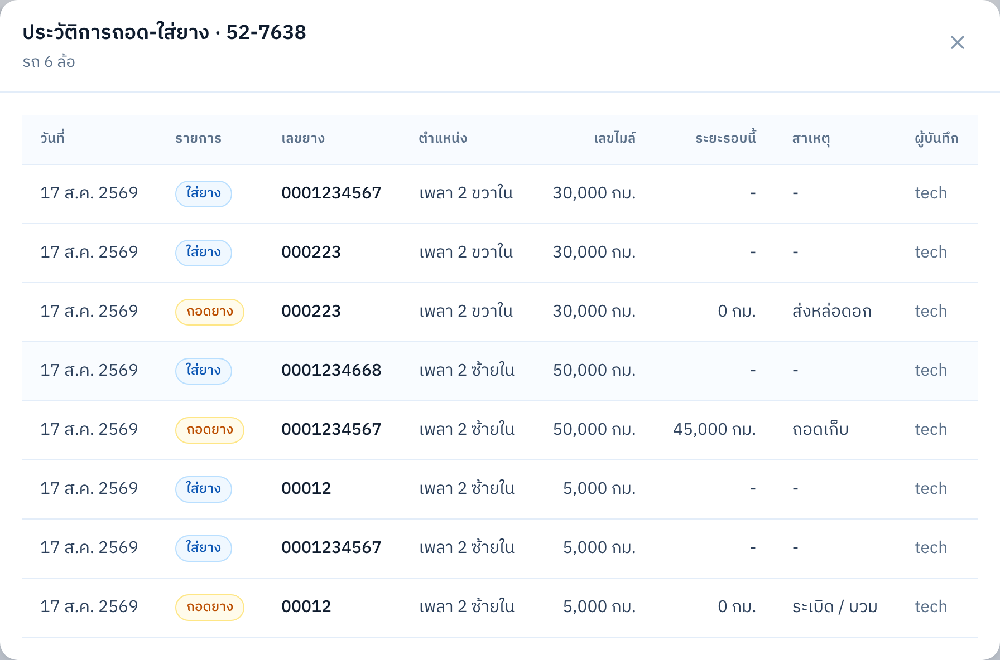 ประวัติการถอด-ใส่ยาง · 52-7638
รถ 6 ล้อ
วันที่ รายการ เลขยาง ตำแหน่ง เลขไมล์ ระยะรอบนี้ สาเหตุ ผู้บันทึก
17 ส.ค. 2569 ใส่ยาง 0001234567 เพลา 2 ขวาใน 30,000 กม. - - tech
17 ส.ค. 2569 ใส่ยาง 000223 เพลา 2 ขวาใน 30,000 กม. - - tech
17 ส.ค. 2569 ถอดยาง 000223 เพลา 2 ขวาใน 30,000 กม. 0 กม. ส่งหล่อดอก tech
17 ส.ค. 2569 ใส่ยาง 0001234668 เพลา 2 ซ้ายใน 50,000 กม. - - tech
17 ส.ค. 2569 ถอดยาง 0001234567 เพลา 2 ซ้ายใน 50,000 กม. 45,000 กม. ถอดเก็บ tech
17 ส.ค. 2569 ใส่ยาง 00012 เพลา 2 ซ้ายใน 5,000 กม. - - tech
17 ส.ค. 2569 ใส่ยาง 0001234567 เพลา 2 ซ้ายใน 5,000 กม. - - tech
17 ส.ค. 2569 ถอดยาง 00012 เพลา 2 ซ้ายใน 5,000 กม. 0 กม. ระเบิด / บวม tech